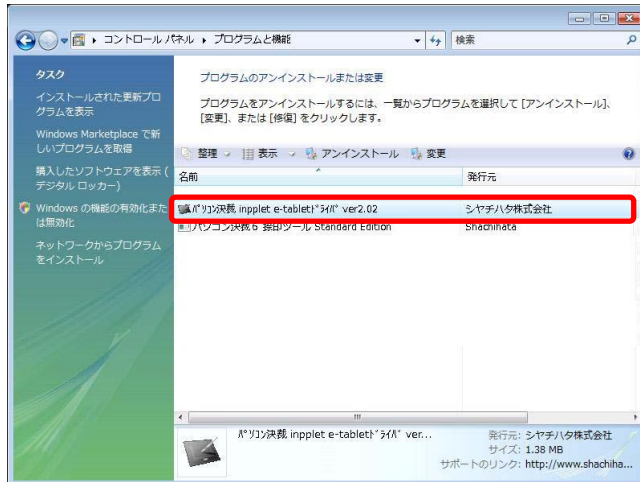 コントロール パネル ▸ プログラムと機能
検索
タスク
インストールされた更新プロ
グラムを表示
Windows Marketplace で新
しいプログラムを取得
購入したソフトウェアを表示 (
デジタル ロッカー)
Windows の機能の有効化また
は無効化
ネットワークからプログラム
をインストール
プログラムのアンインストールまたは変更
プログラムをアンインストールするには、一覧からプログラムを選択して [アンインストール]、
[変更]、または [修復] をクリックします。
整理 表示 アンインストール 変更
名前 発行元
ﾊﾟｿｺﾝ決裁 inpplet e-tabletﾄﾞﾗｲﾊﾞ ver2.02 シヤチハタ株式会社
パソコン決裁6 捺印ツール Standard Edition Shachihata
ﾊﾟｿｺﾝ決裁 inpplet e-tabletﾄﾞﾗｲﾊﾞ ver... 発行元: シヤチハタ株式会社
サイズ: 1.38 MB
サポートのリンク: http://www.shachiha...